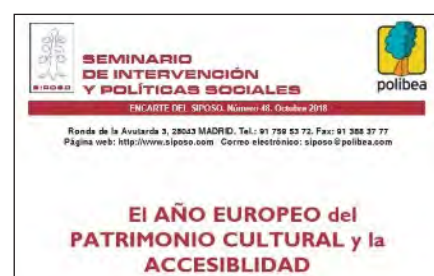 SEMINARIO
DE INTERVENCIÓN
Y POLÍTICAS SOCIALES
SIPOSO
polibea
ENCARTE DEL SIPOSO. Número 48. Octubre 2018
Ronda de la Avutarda 3, 28043 MADRID. Tel.: 91 759 53 72. Fax: 91 388 37 77
Página web: http://www.siposo.com Correo electrónico: siposo@polibea.com
El AÑO EUROPEO del
PATRIMONIO CULTURAL y la
ACCESIBLIDAD